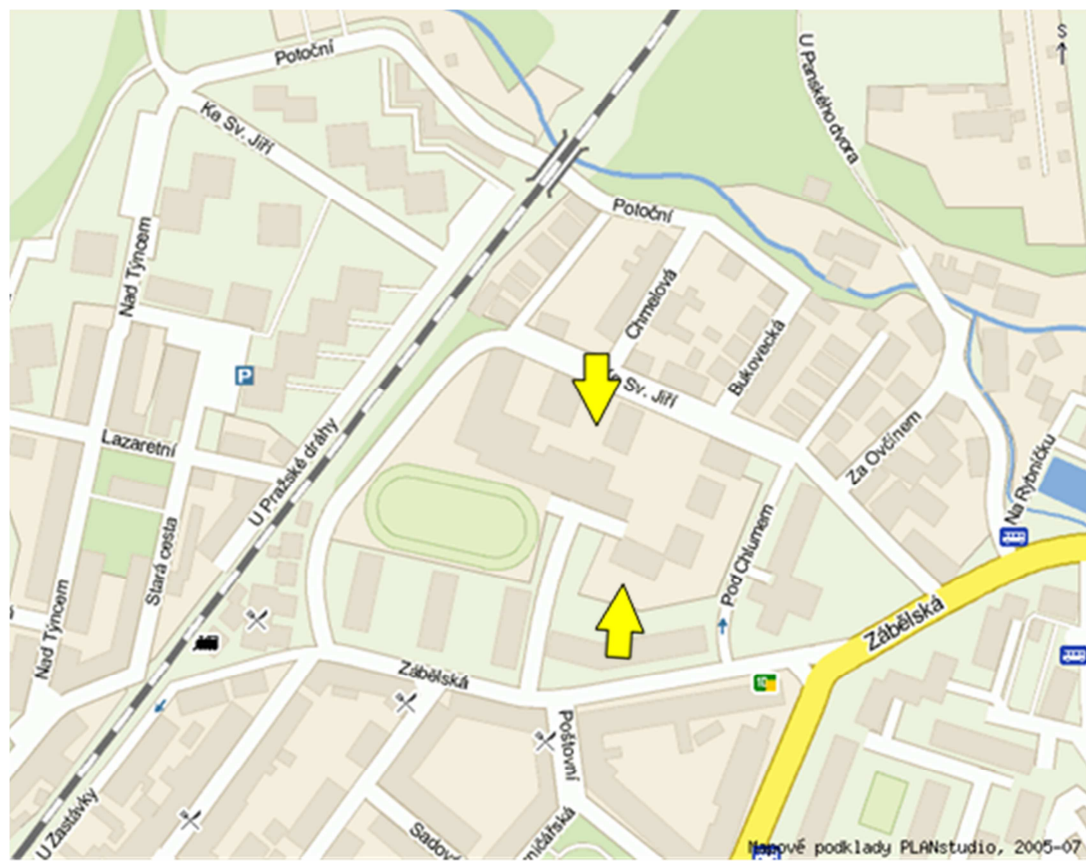 Potoční
S
U Panského dvora
Ke Sv. Jiří
Potoční
Nad Týncem
Chmelová
Bukovecká
P
Ke Sv. Jiří
Lazaretní
U Pražské dráhy
Za Ovčínem
Na Rybníčku
Stará cesta
Pod Chlumem
Nad Týncem
Zábělská
Zábělská
Poštovní
U Zastávky
Sadová
Mapové podklady PLANstudio, 2005-07